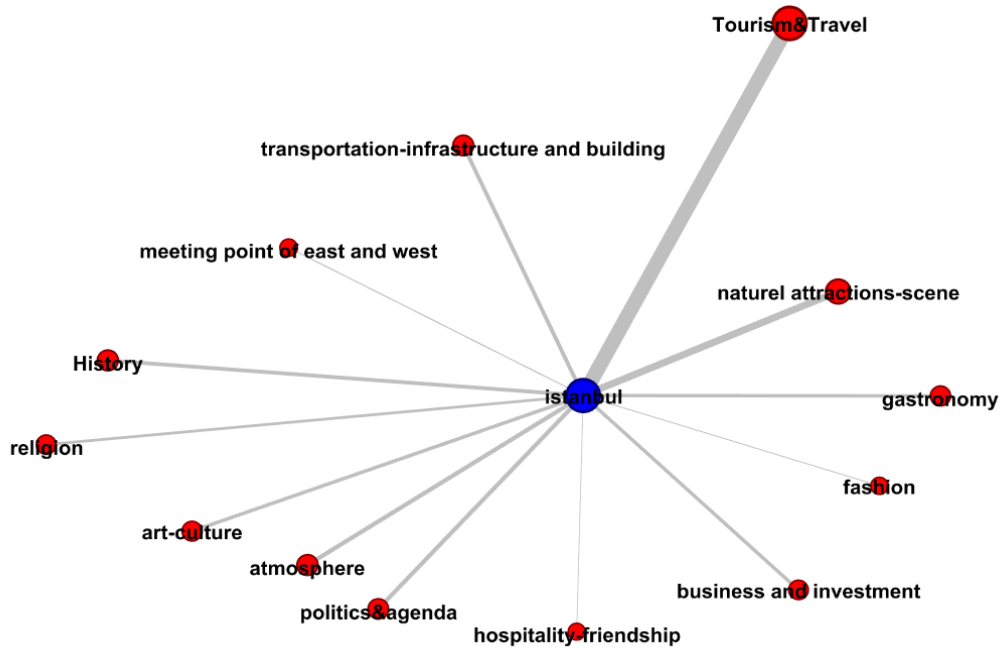 Tourism&Travel
transportation-infrastructure and building
meeting point of east and west
naturel attractions-scene
History
istanbul
gastronomy
religion
fashion
art-culture
atmosphere
business and investment
politics&agenda
hospitality-friendship